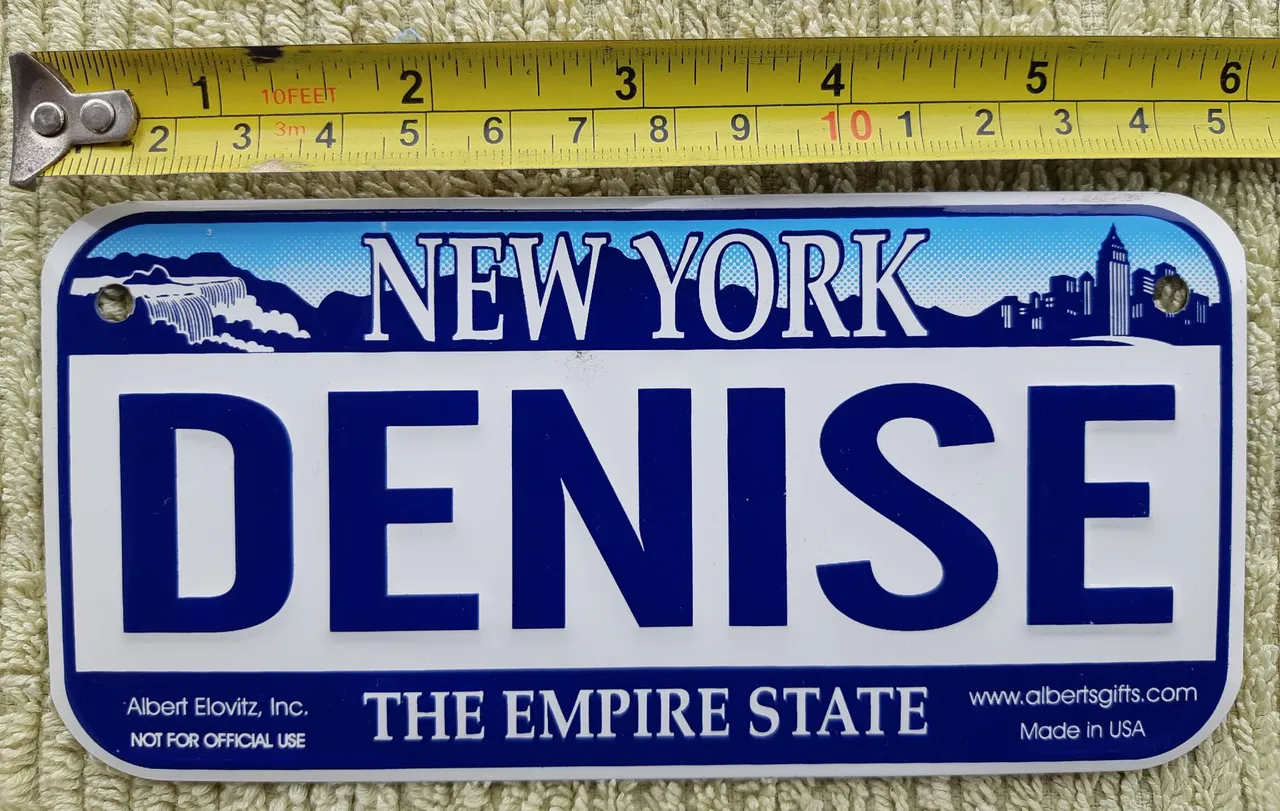 1 2 3 4 5 6
10FEET
3m
2 3 4 5 6 7 8 9 10 1 2 3 4 5
NEW YORK
DENISE
Albert Elovitz, Inc.
NOT FOR OFFICIAL USE
THE EMPIRE STATE
www.albertsgifts.com
Made in USA